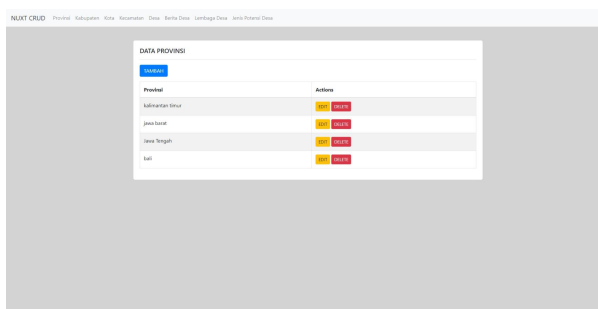 NUXT CRUD Provinsi Kabupaten Kota Kecamatan Desa Berita Desa Lembaga Desa Jenis Potensi Desa
DATA PROVINSI
TAMBAH
Provinsi Actions
kalimantan timur EDIT DELETE
jawa barat EDIT DELETE
Jawa Tengah EDIT DELETE
bali EDIT DELETE